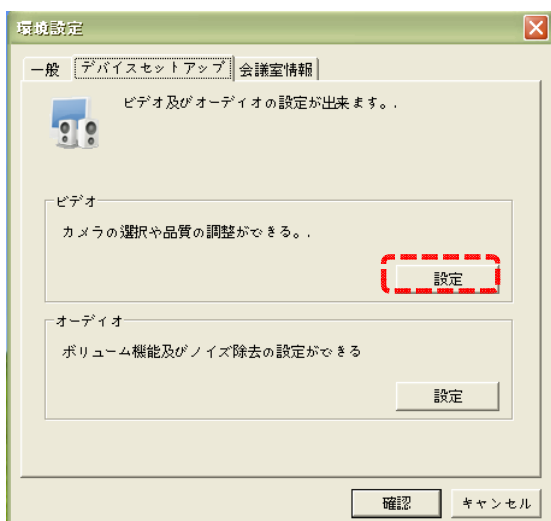 環境設定
一般 デバイスセットアップ 会議室情報
ビデオ及びオーディオの設定が出来ます。.
ビデオ
カメラの選択や品質の調整ができる。.
設定
オーディオ
ボリューム機能及びノイズ除去の設定ができる
設定
確認 キャンセル